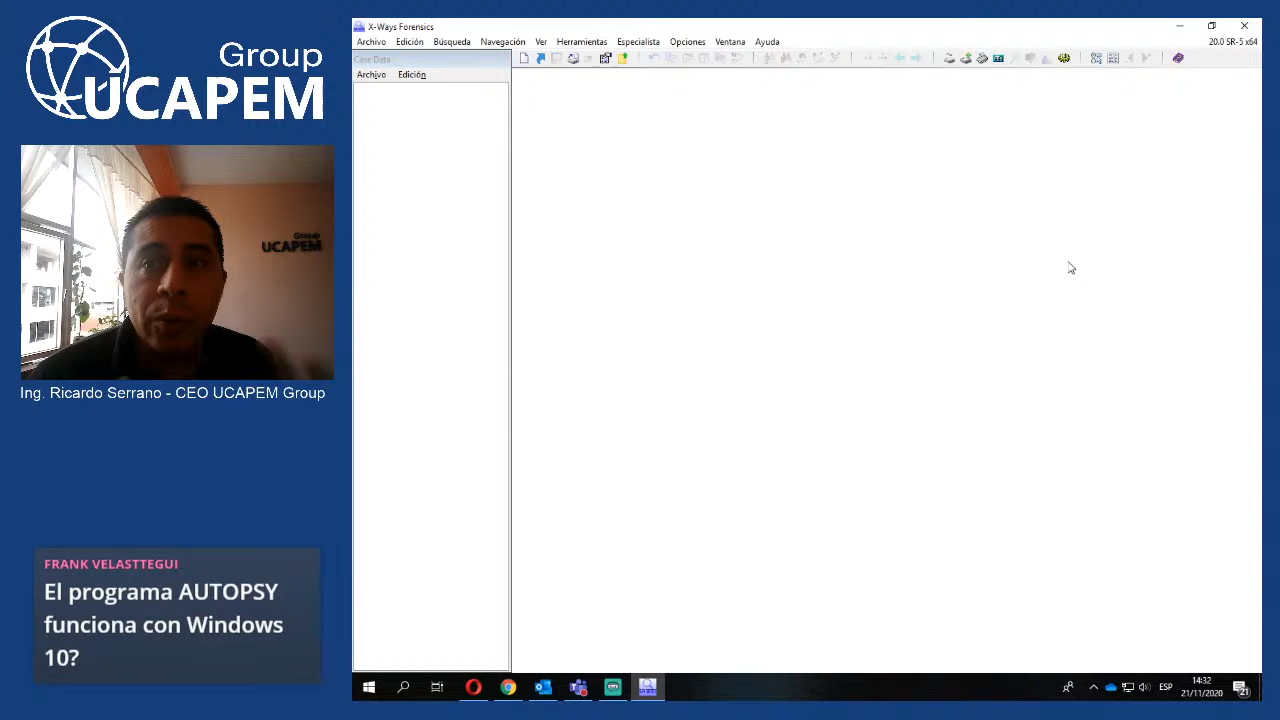 Group
UCAPEM
Group
UCAPEM
Ing. Ricardo Serrano - CEO UCAPEM Group
FRANK VELASTTEGUI
El programa AUTOPSY
funciona con Windows
10?
X-Ways Forensics
Archivo Edición Búsqueda Navegación Ver Herramientas Especialista Opciones Ventana Ayuda
20.0 SR-5 x64
Case Data
Archivo Edición
ESP
14:32
21/11/2020
21